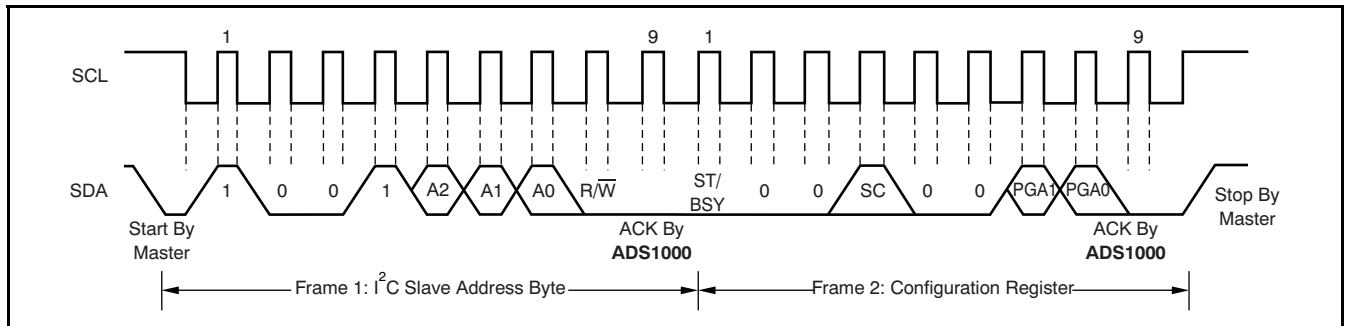 1 9 1 9
SCL
SDA 1 0 0 1 A2 A1 A0 R/W̅ ST/BSY 0 0 SC 0 0 PGA1 PGA0
Start By Master
ACK By ADS1000
ACK By ADS1000
Stop By Master
Frame 1: I²C Slave Address Byte
Frame 2: Configuration Register